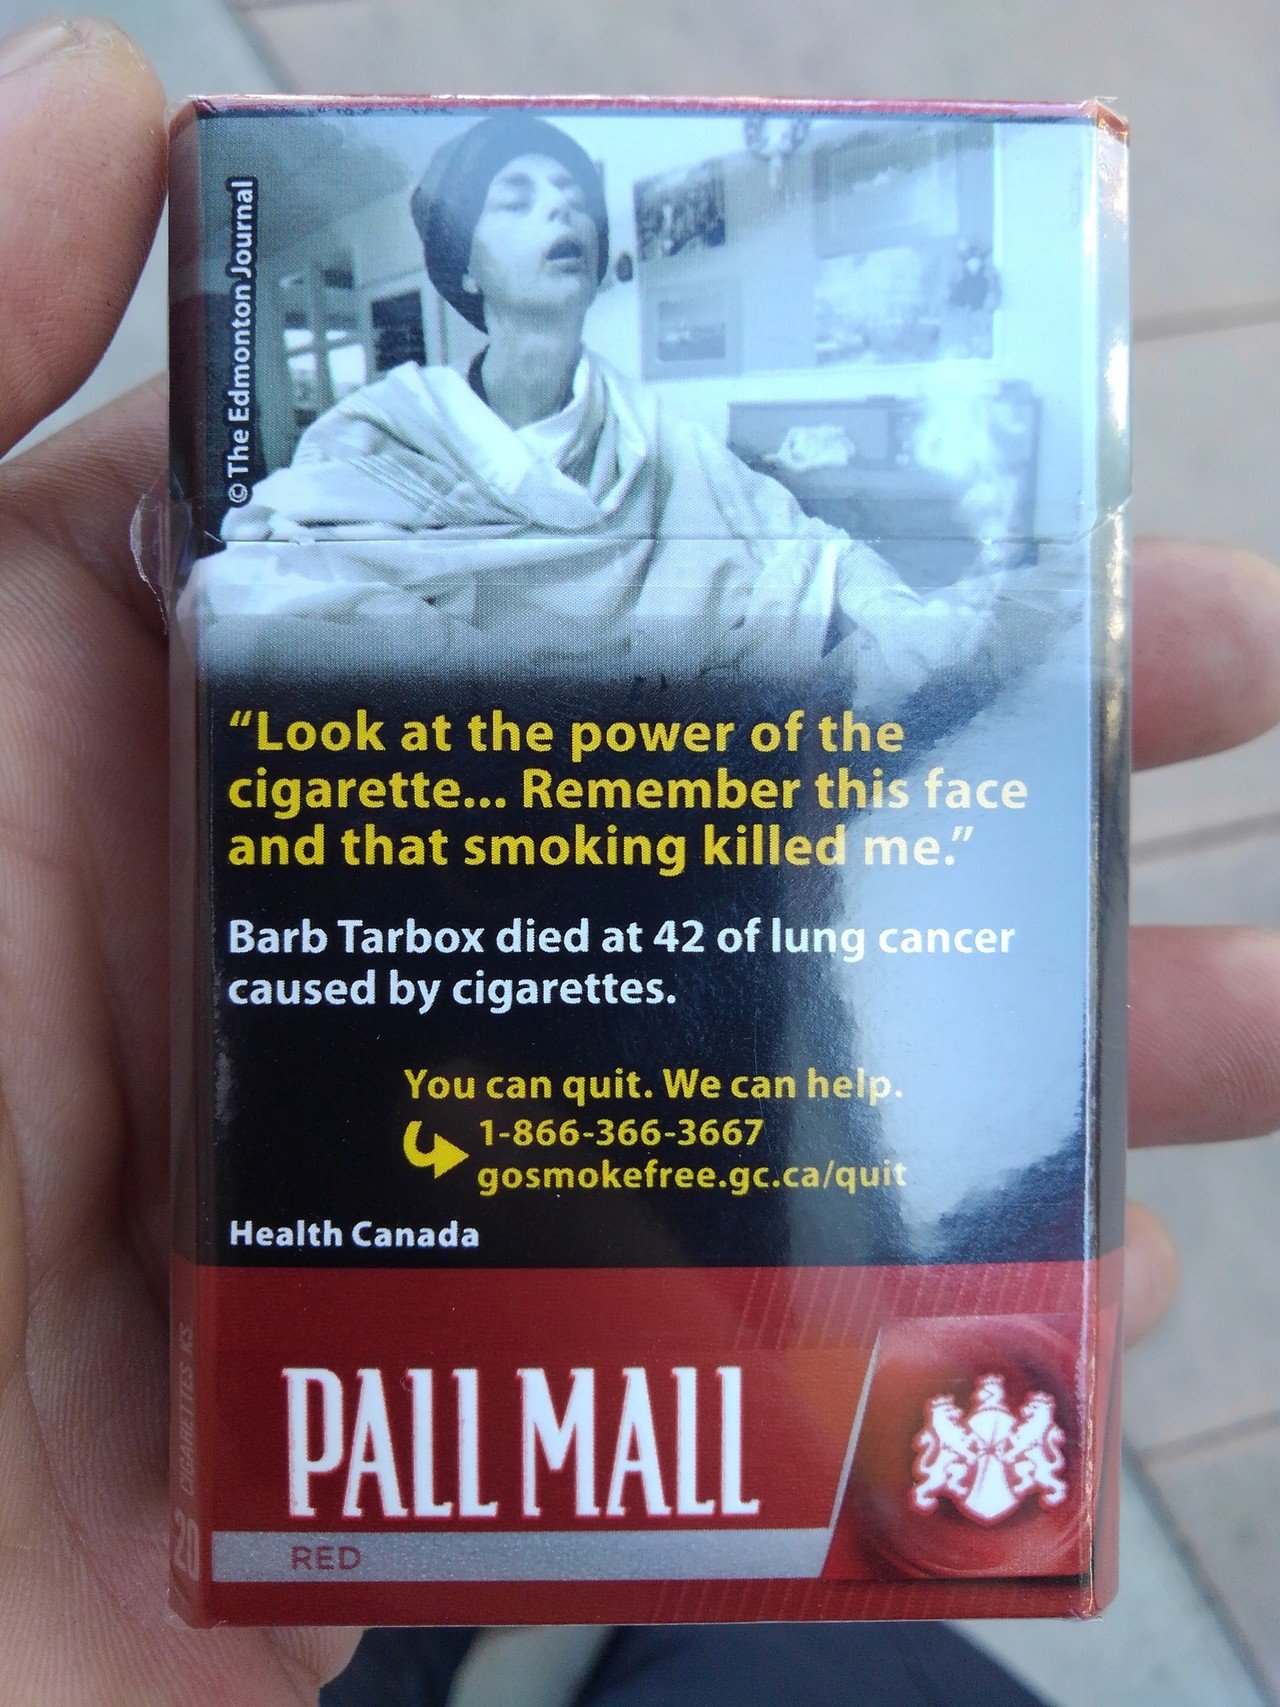 © The Edmonton Journal
“Look at the power of the
cigarette... Remember this face
and that smoking killed me.”
Barb Tarbox died at 42 of lung cancer
caused by cigarettes.
You can quit. We can help.
1-866-366-3667
gosmokefree.gc.ca/quit
Health Canada
PALL MALL
RED
20 CIGARETTES KS